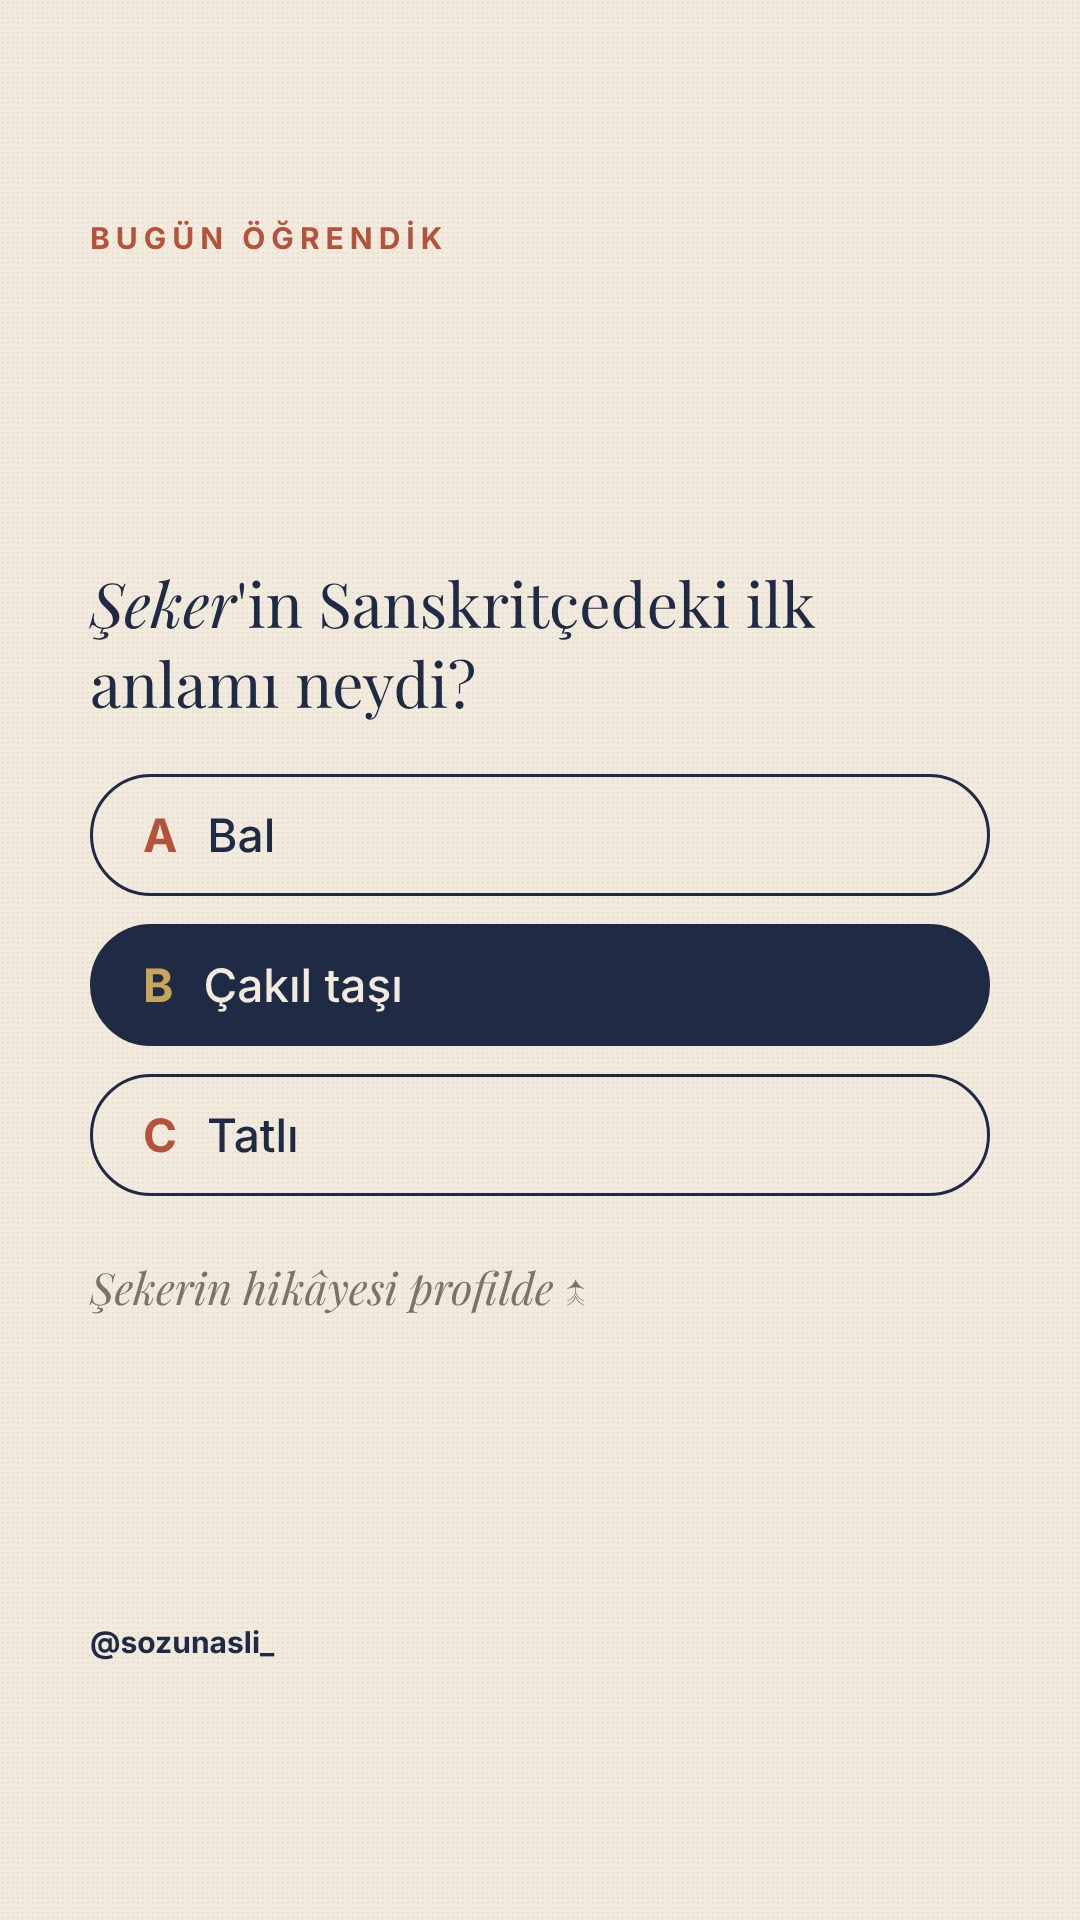 BUGÜN ÖĞRENDİK
Şeker'in Sanskritçedeki ilk
anlamı neydi?
A Bal
B Çakıl taşı
C Tatlı
Şekerin hikâyesi profilde ↑
@sozunasli_